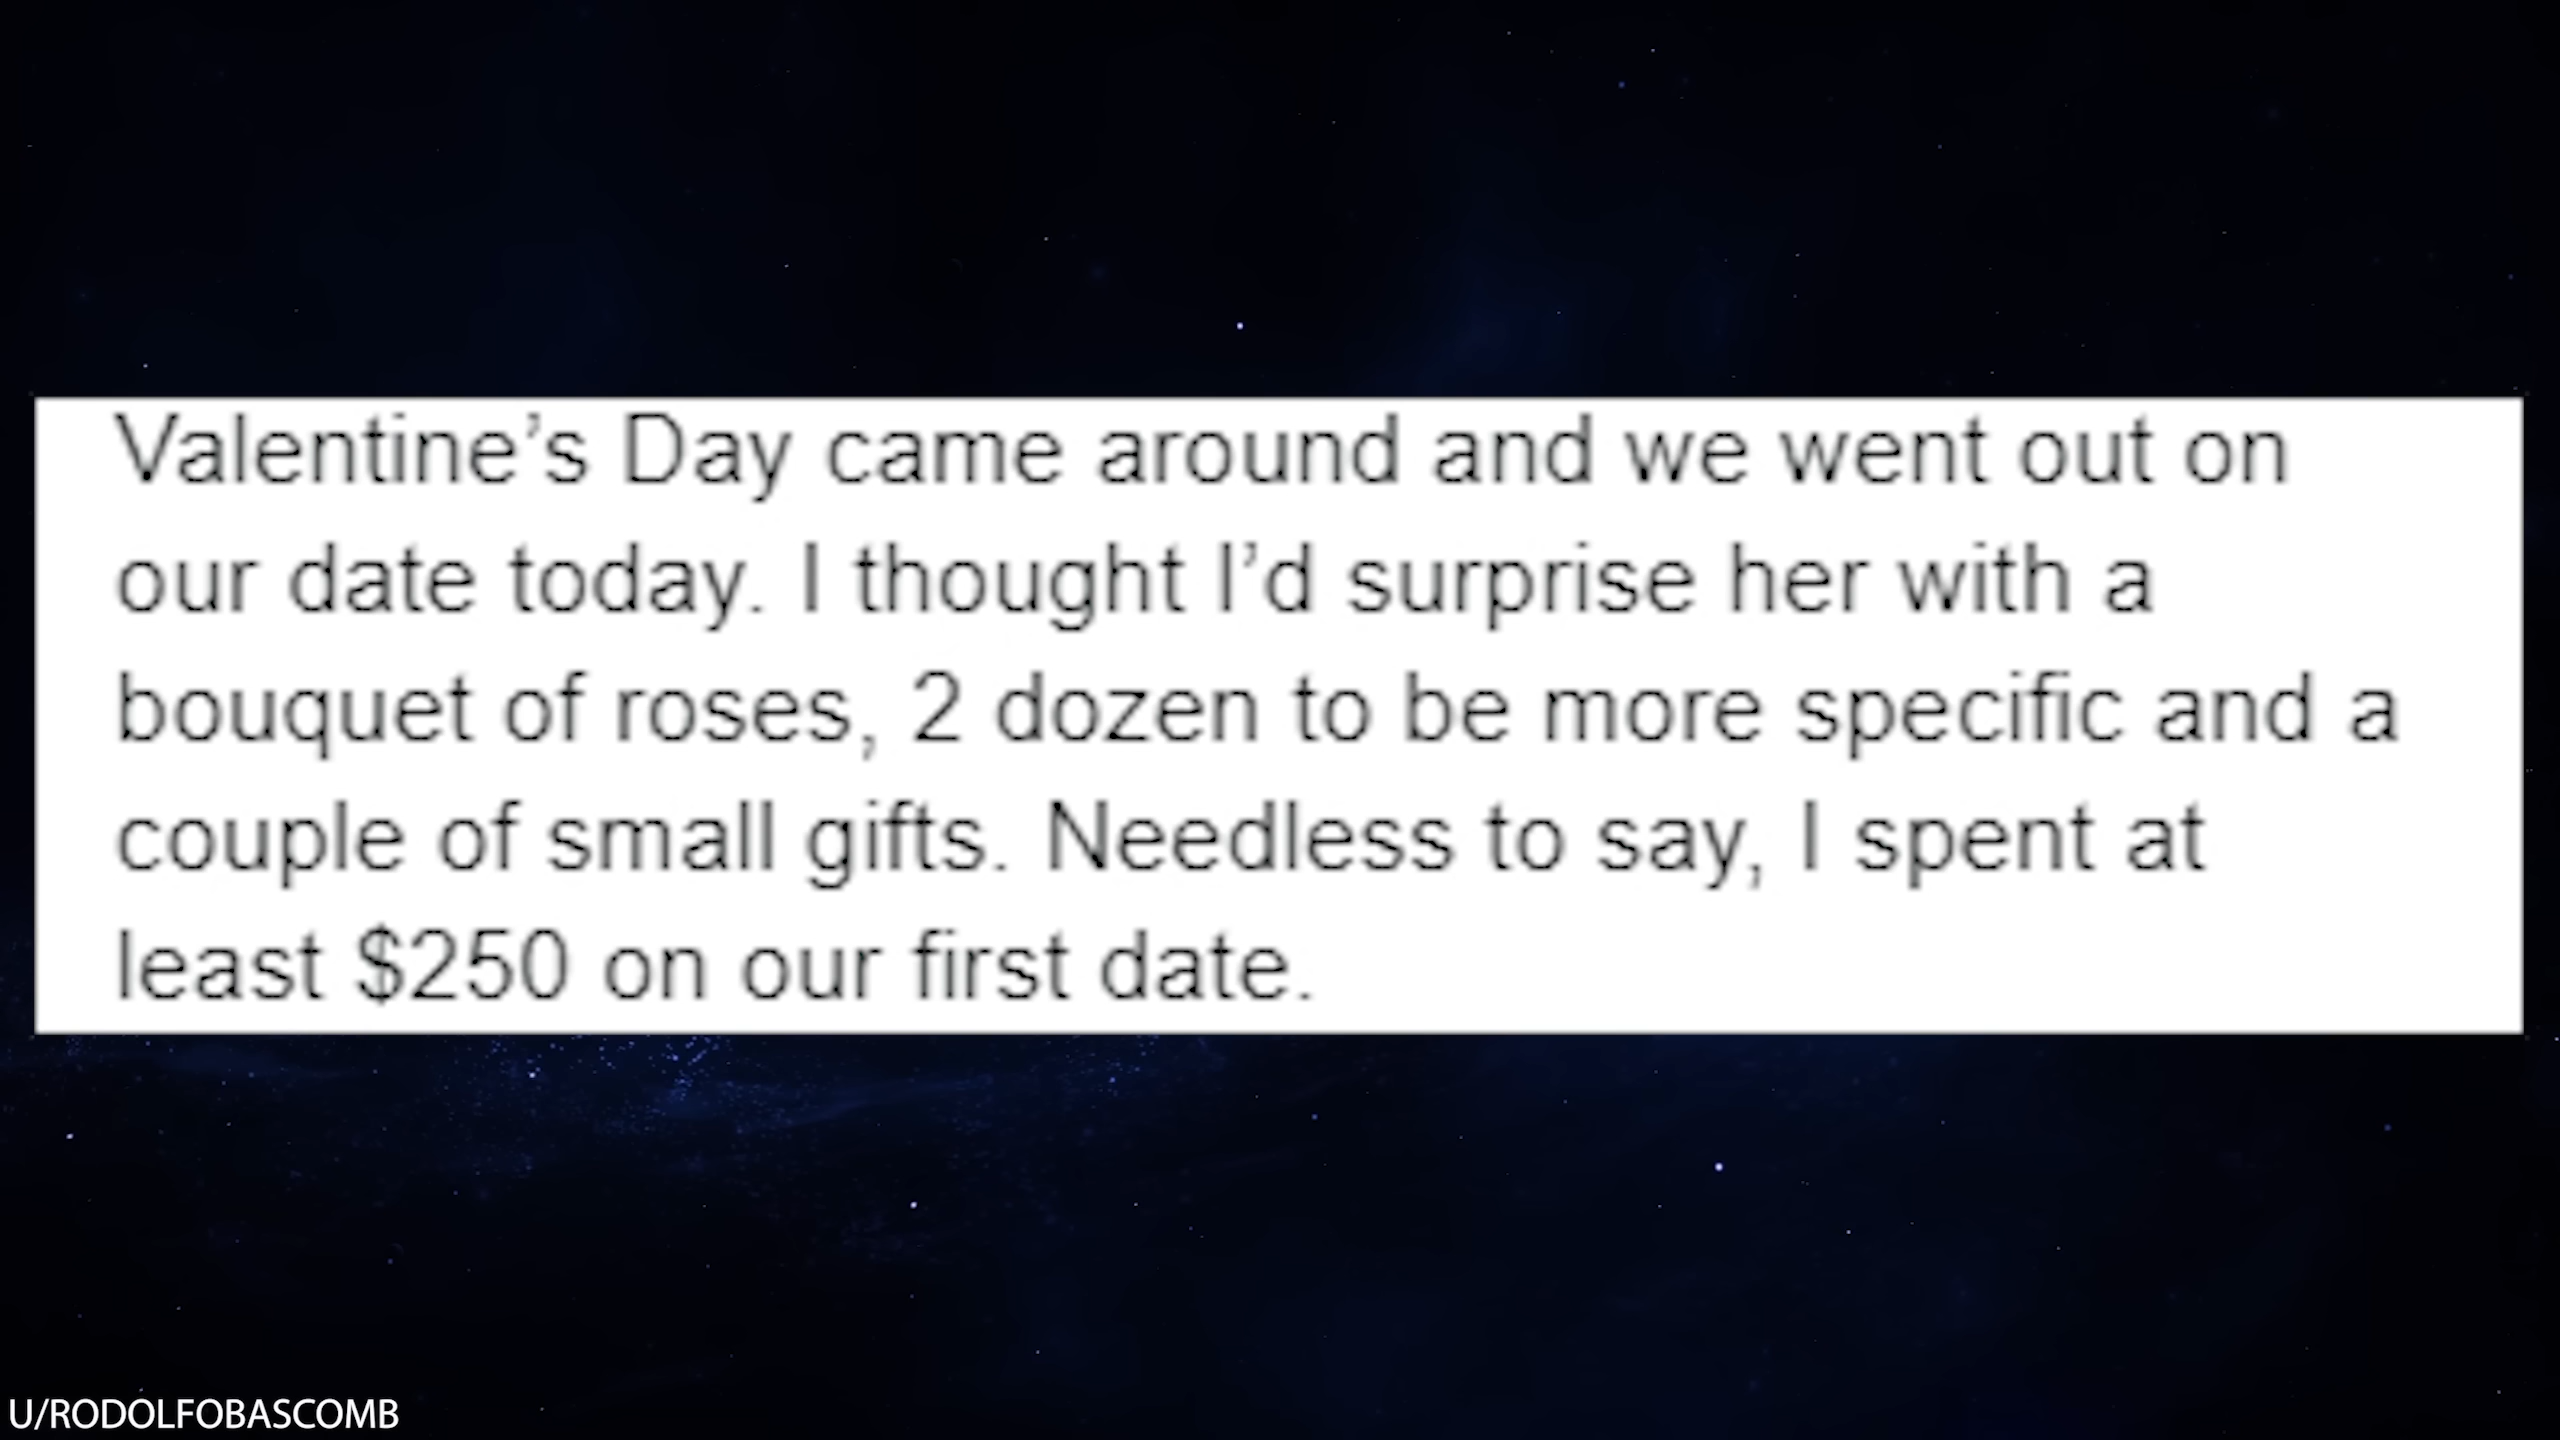 Valentine’s Day came around and we went out on
our date today. I thought I’d surprise her with a
bouquet of roses, 2 dozen to be more specific and a
couple of small gifts. Needless to say, I spent at
least $250 on our first date.
U/RODOLFOBASCOMB